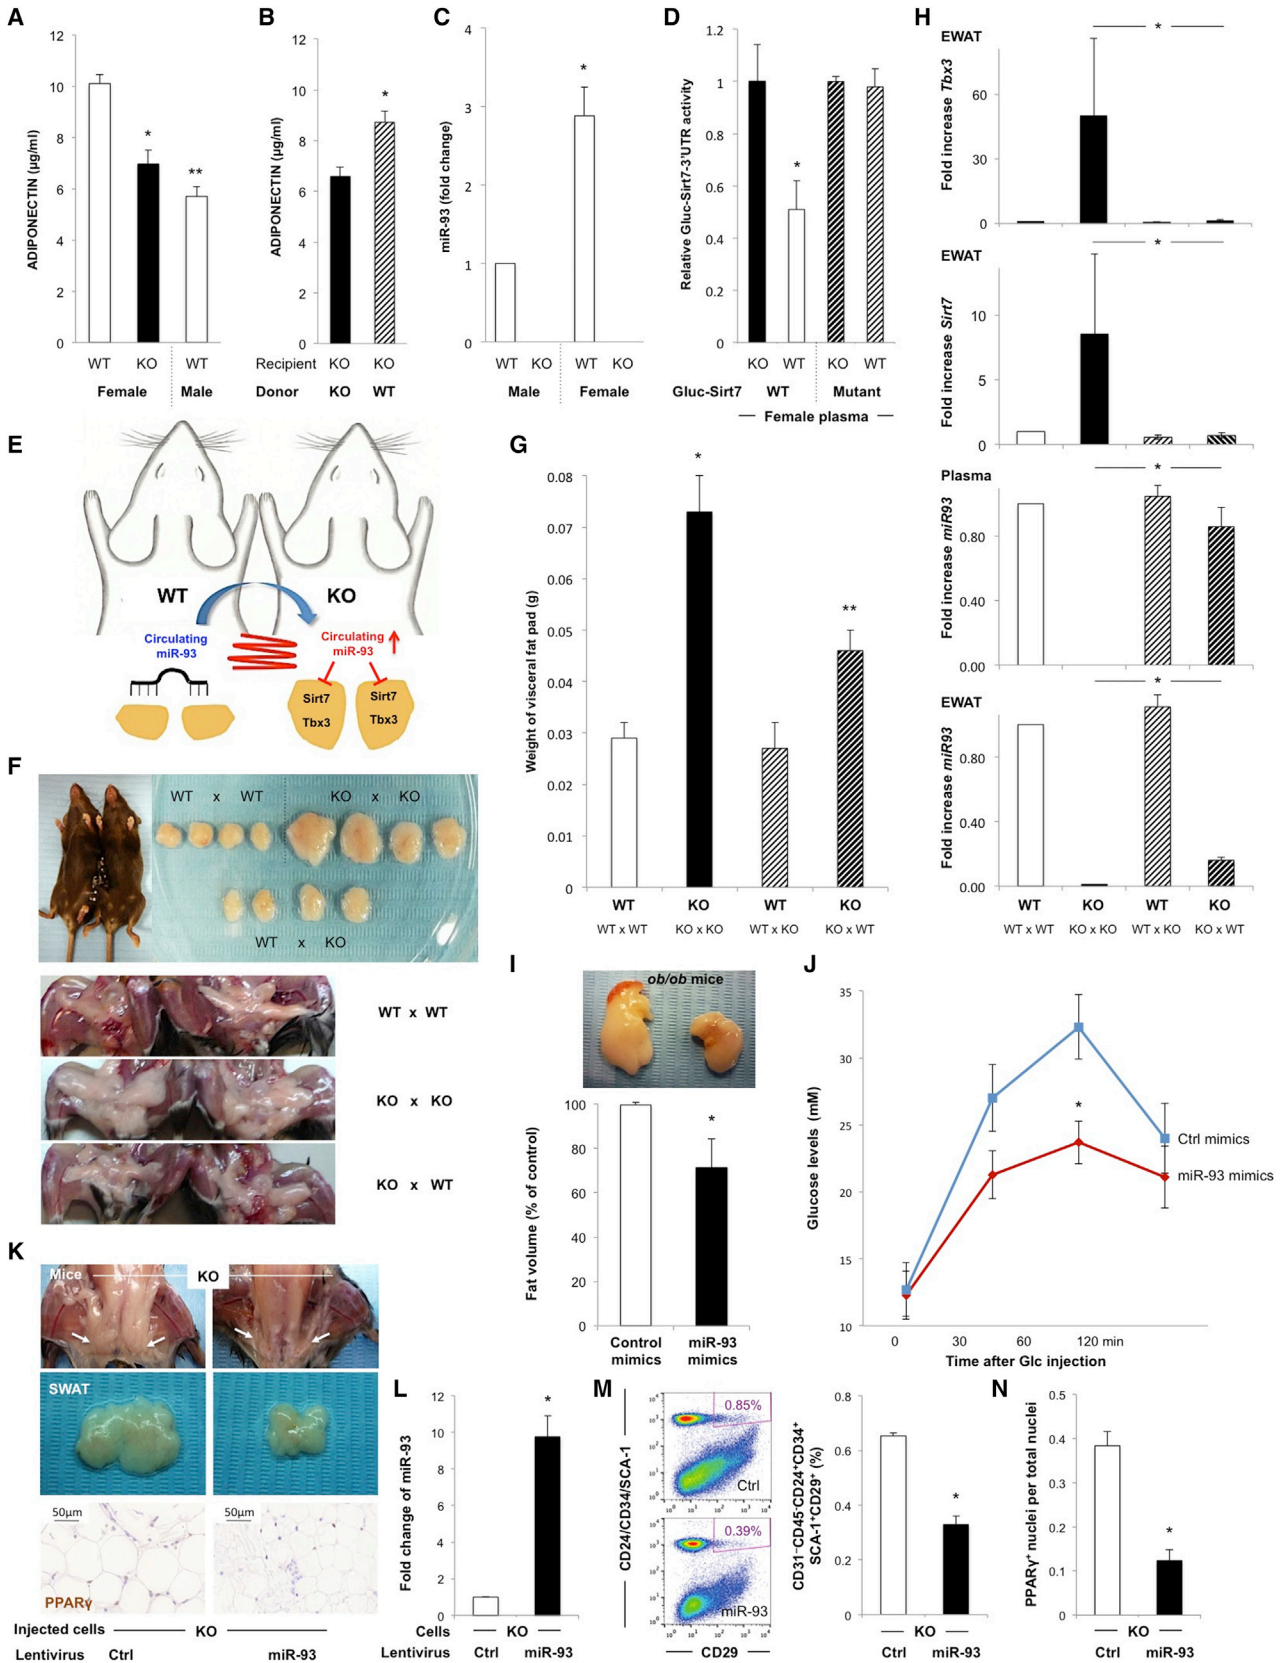 A
ADIPONECTIN (µg/ml)
12
10
8
6
4
2
0
*
**
WT KO WT
Female Male
B
ADIPONECTIN (µg/ml)
12
10
8
6
4
2
0
*
Recipient KO KO
Donor KO WT
C
miR-93 (fold change)
4
3
2
1
0
*
WT KO WT KO
Male Female
D
Relative Gluc-Sirt7-3'UTR activity
1.2
1
0.8
0.6
0.4
0.2
0
*
KO WT KO WT
Gluc-Sirt7 WT Mutant
Female plasma
E
WT KO
Circulating
miR-93
Circulating
miR-93
Sirt7
Tbx3
Sirt7
Tbx3
F
WT x WT KO x KO
WT x KO
WT x WT
KO x KO
KO x WT
G
Weight of visceral fat pad (g)
0.08
0.07
0.06
0.05
0.04
0.03
0.02
0.01
0
*
**
WT KO WT KO
WT x WT KO x KO WT x KO KO x WT
H
EWAT
Fold increase Tbx3
60
30
0
*
EWAT
Fold increase Sirt7
10
5
0
*
Plasma
Fold increase miR93
0.80
0.40
0.00
*
EWAT
Fold increase miR93
0.80
0.40
0.00
*
WT KO WT KO
WT x WT KO x KO WT x KO KO x WT
I
ob/ob mice
Fat volume (% of control)
100
80
60
40
20
0
*
Control
mimics
miR-93
mimics
J
Glucose levels (mM)
35
30
25
20
15
10
*
Ctrl mimics
miR-93 mimics
0 30 60 120 min
Time after Glc injection
K
Mice KO
SWAT
50µm
50µm
PPARγ
Injected cells KO
Lentivirus Ctrl miR-93
L
Fold change of miR-93
12
10
8
6
4
2
0
*
Cells KO
Lentivirus Ctrl miR-93
M
CD24/CD34/SCA-1
0.85%
Ctrl
10⁰ 10¹ 10² 10³ 10⁴
0.39%
miR-93
10⁰ 10¹ 10² 10³ 10⁴
CD29
CD31⁻CD45⁻CD24⁺CD34⁺
SCA-1⁺CD29⁺ (%)
0.8
0.6
0.4
0.2
0
*
KO
Ctrl miR-93
N
PPARγ⁺ nuclei per total nuclei
0.5
0.4
0.3
0.2
0.1
0
*
KO
Ctrl miR-93